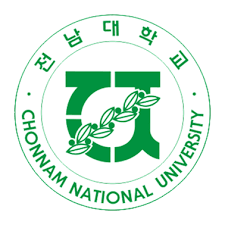 전남대학교
CHONNAM NATIONAL UNIVERSITY